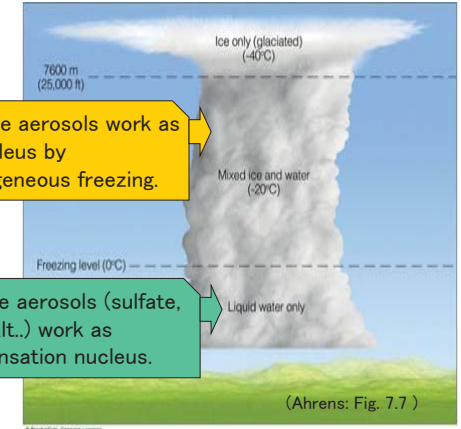 Ice only (glaciated)
(-40°C)
7600 m
(25,000 ft)
e aerosols work as
leus by
geneous freezing.
Mixed ice and water
(-20°C)
Freezing level (0°C)
e aerosols (sulfate,
alt..) work as
nsation nucleus.
Liquid water only
(Ahrens: Fig. 7.7 )